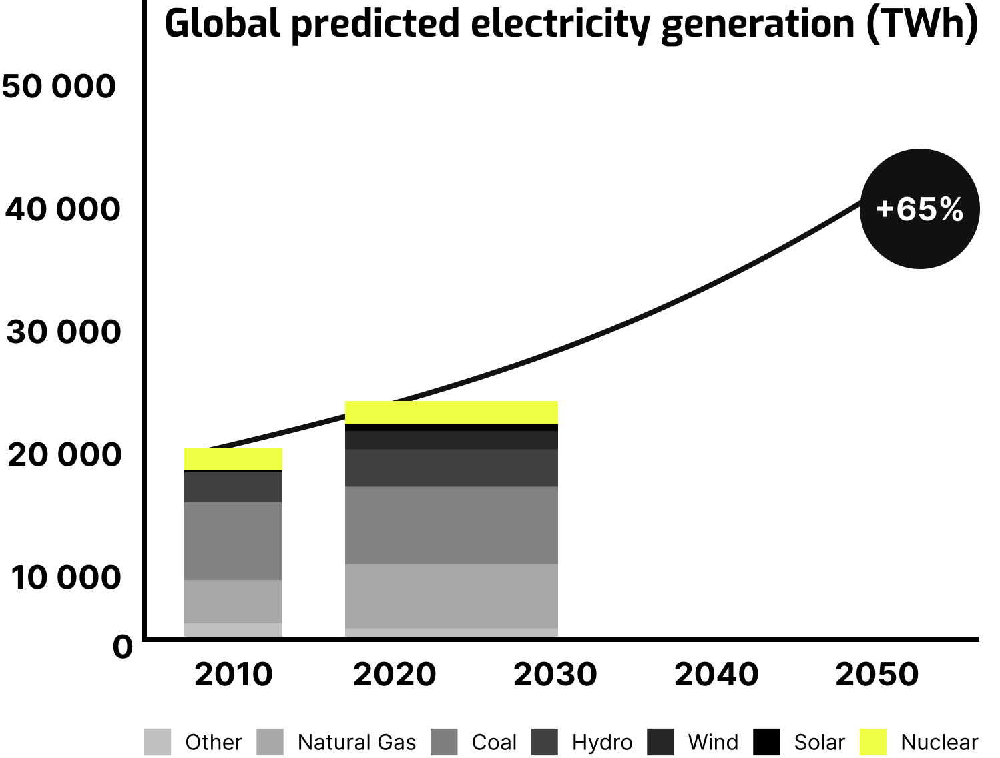 Global predicted electricity generation (TWh)
50 000
40 000
+65%
30 000
20 000
10 000
0
2010 2020 2030 2040 2050
Other Natural Gas Coal Hydro Wind Solar Nuclear